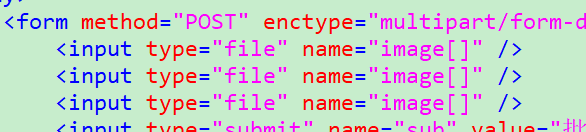 <form method="POST" enctype="multipart/form-d
<input type="file" name="image[]" />
<input type="file" name="image[]" />
<input type="file" name="image[]" />
<input type="submit" name="sub" value="批